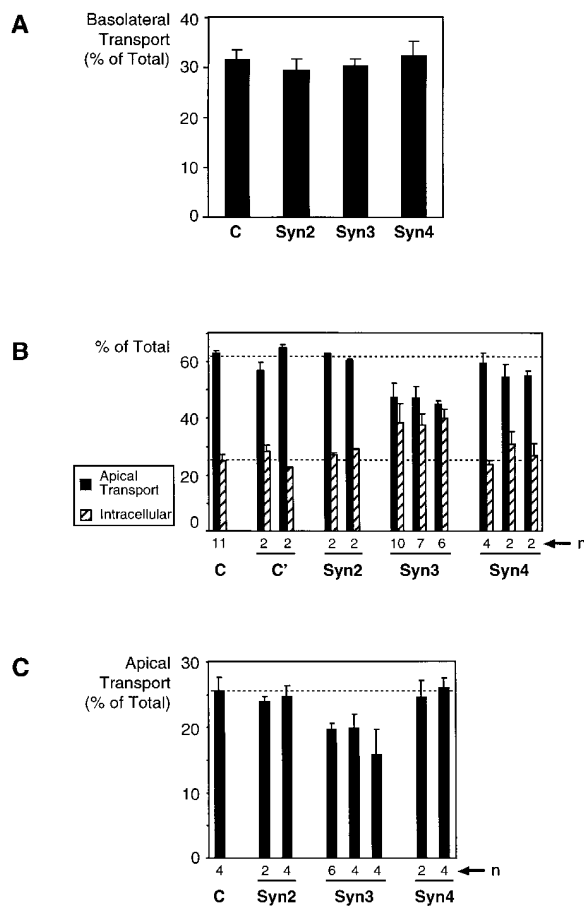 A
Basolateral
Transport
(% of Total)
40
30
20
10
0
C Syn2 Syn3 Syn4
B
% of Total
60
40
20
0
Apical
Transport
Intracellular
11 2 2 2 2 10 7 6 4 2 2 n
C C' Syn2 Syn3 Syn4
C
Apical
Transport
(% of Total)
30
20
10
0
4 2 4 6 4 4 2 4 n
C Syn2 Syn3 Syn4